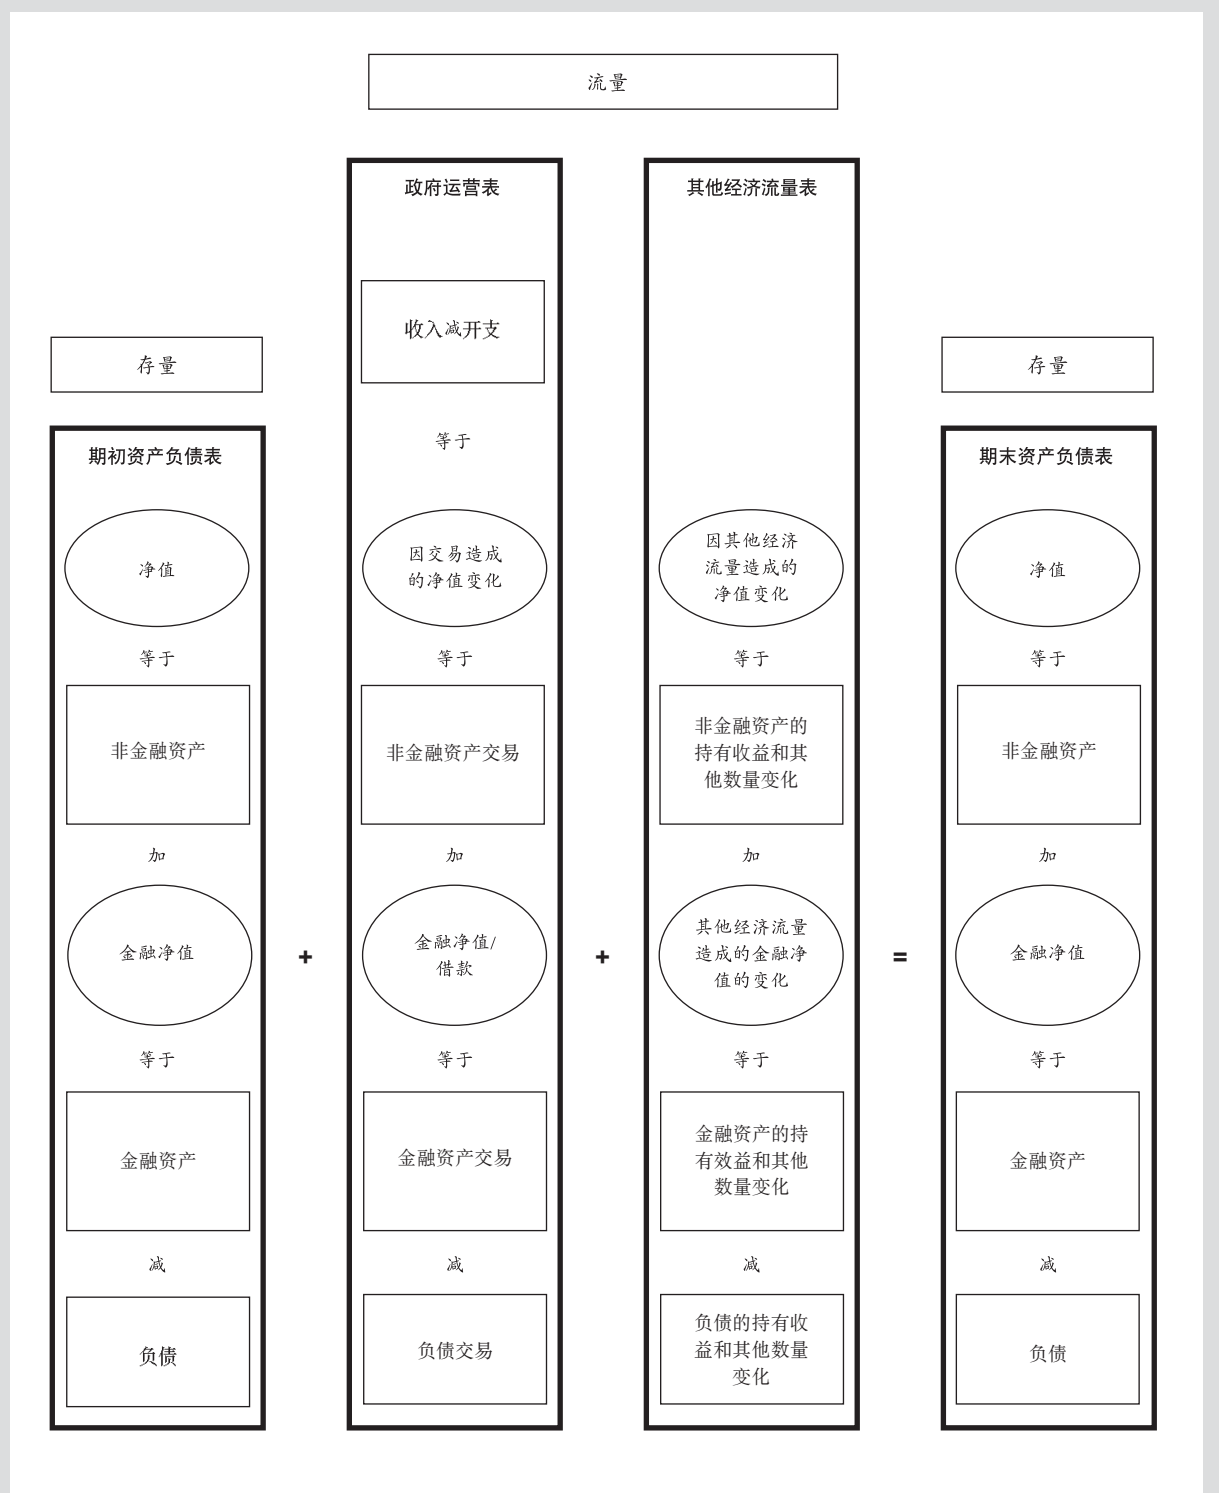 流量
存量
期初资产负债表
净值
等于
非金融资产
加
金融净值
等于
金融资产
减
负债
+
政府运营表
收入减开支
等于
因交易造成
的净值变化
等于
非金融资产交易
加
金融净值/
借款
等于
金融资产交易
减
负债交易
+
其他经济流量表
因其他经济
流量造成的
净值变化
等于
非金融资产的
持有收益和其
他数量变化
加
其他经济流量
造成的金融净
值的变化
等于
金融资产的持
有效益和其他
数量变化
减
负债的持有收
益和其他数量
变化
=
存量
期末资产负债表
净值
等于
非金融资产
加
金融净值
等于
金融资产
减
负债